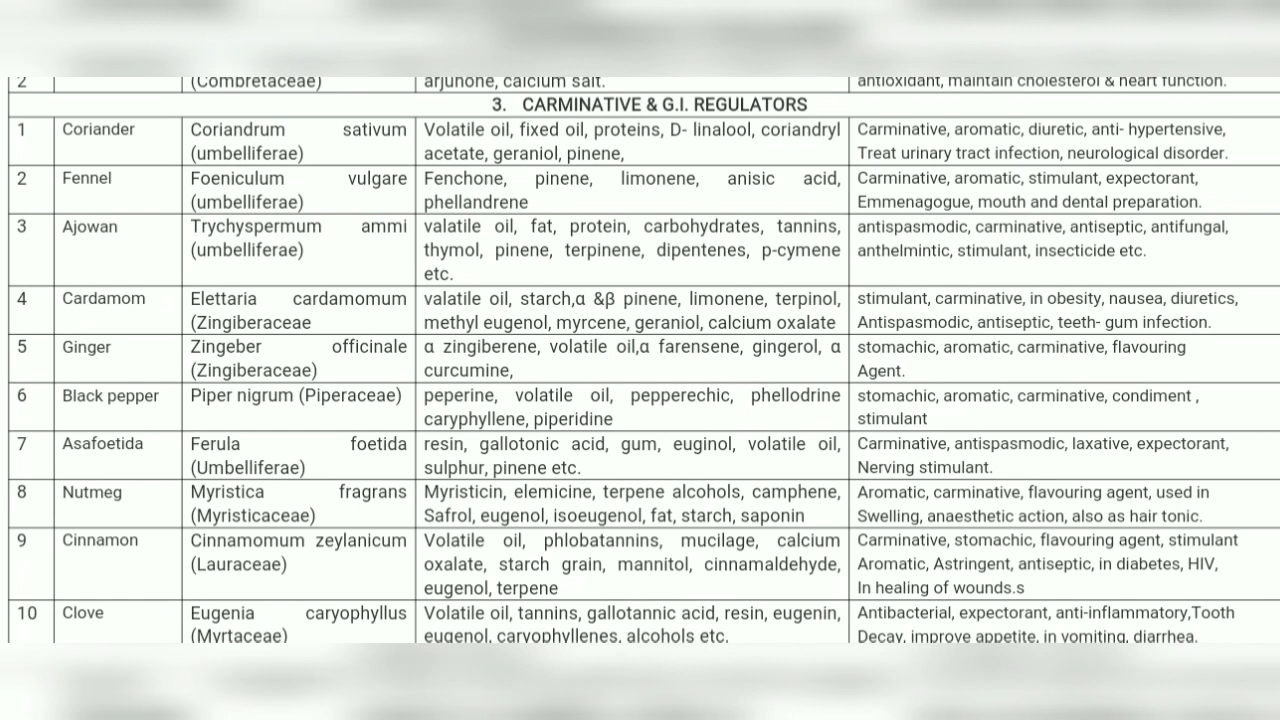 2 (Combretaceae) arjunone, calcium salt. antioxidant, maintain cholesterol & heart function.
3. CARMINATIVE & G.I. REGULATORS
1 Coriander Coriandrum sativum Volatile oil, fixed oil, proteins, D- linalool, coriandryl Carminative, aromatic, diuretic, anti- hypertensive,
(umbelliferae) acetate, geraniol, pinene, Treat urinary tract infection, neurological disorder.
2 Fennel Foeniculum vulgare Fenchone, pinene, limonene, anisic acid, Carminative, aromatic, stimulant, expectorant,
(umbelliferae) phellandrene Emmenagogue, mouth and dental preparation.
3 Ajowan Trychyspermum ammi valatile oil, fat, protein, carbohydrates, tannins, antispasmodic, carminative, antiseptic, antifungal,
(umbelliferae) thymol, pinene, terpinene, dipentenes, p-cymene anthelmintic, stimulant, insecticide etc.
etc.
4 Cardamom Elettaria cardamomum valatile oil, starch,α &β pinene, limonene, terpinol, stimulant, carminative, in obesity, nausea, diuretics,
(Zingiberaceae methyl eugenol, myrcene, geraniol, calcium oxalate Antispasmodic, antiseptic, teeth- gum infection.
5 Ginger Zingeber officinale α zingiberene, volatile oil,α farensene, gingerol, α stomachic, aromatic, carminative, flavouring
(Zingiberaceae) curcumine, Agent.
6 Black pepper Piper nigrum (Piperaceae) peperine, volatile oil, pepperechic, phellodrine stomachic, aromatic, carminative, condiment ,
caryphyllene, piperidine stimulant
7 Asafoetida Ferula foetida resin, gallotonic acid, gum, euginol, volatile oil, Carminative, antispasmodic, laxative, expectorant,
(Umbelliferae) sulphur, pinene etc. Nerving stimulant.
8 Nutmeg Myristica fragrans Myristicin, elemicine, terpene alcohols, camphene, Aromatic, carminative, flavouring agent, used in
(Myristicaceae) Safrol, eugenol, isoeugenol, fat, starch, saponin Swelling, anaesthetic action, also as hair tonic.
9 Cinnamon Cinnamomum zeylanicum Volatile oil, phlobatannins, mucilage, calcium Carminative, stomachic, flavouring agent, stimulant
(Lauraceae) oxalate, starch grain, mannitol, cinnamaldehyde, Aromatic, Astringent, antiseptic, in diabetes, HIV,
eugenol, terpene In healing of wounds.s
10 Clove Eugenia caryophyllus Volatile oil, tannins, gallotannic acid, resin, eugenin, Antibacterial, expectorant, anti-inflammatory,Tooth
(Myrtaceae) eugenol, caryophyllenes, alcohols etc. Decay, improve appetite, in vomiting, diarrhea.